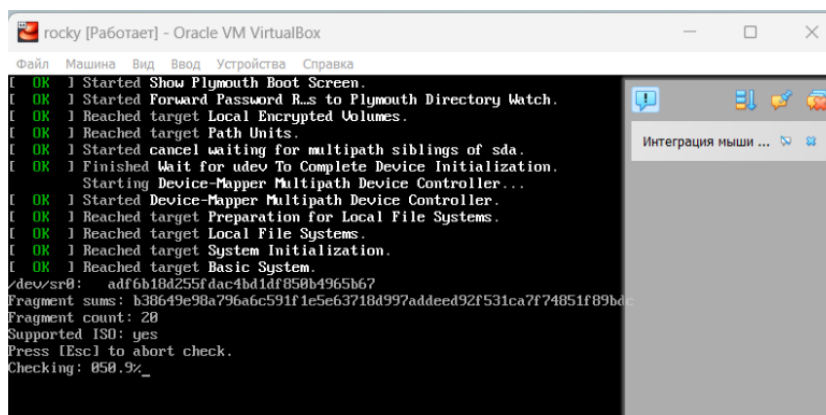 rocky [Работает] - Oracle VM VirtualBox
Файл Машина Вид Ввод Устройства Справка
[ OK ] Started Show Plymouth Boot Screen.
[ OK ] Started Forward Password R…s to Plymouth Directory Watch.
[ OK ] Reached target Local Encrypted Volumes.
[ OK ] Reached target Path Units.
[ OK ] Started cancel waiting for multipath siblings of sda.
[ OK ] Finished Wait for udev To Complete Device Initialization.
Starting Device-Mapper Multipath Device Controller...
[ OK ] Started Device-Mapper Multipath Device Controller.
[ OK ] Reached target Preparation for Local File Systems.
[ OK ] Reached target Local File Systems.
[ OK ] Reached target System Initialization.
[ OK ] Reached target Basic System.
/dev/sr0: adf6b18d255fdac4bd1df850b4965b67
Fragment sums: b38649e98a796a6c591f1e5e63718d997addeed92f531ca7f74851f89bdc
Fragment count: 20
Supported ISO: yes
Press [Esc] to abort check.
Checking: 050.9%_
Интеграция мыши ...